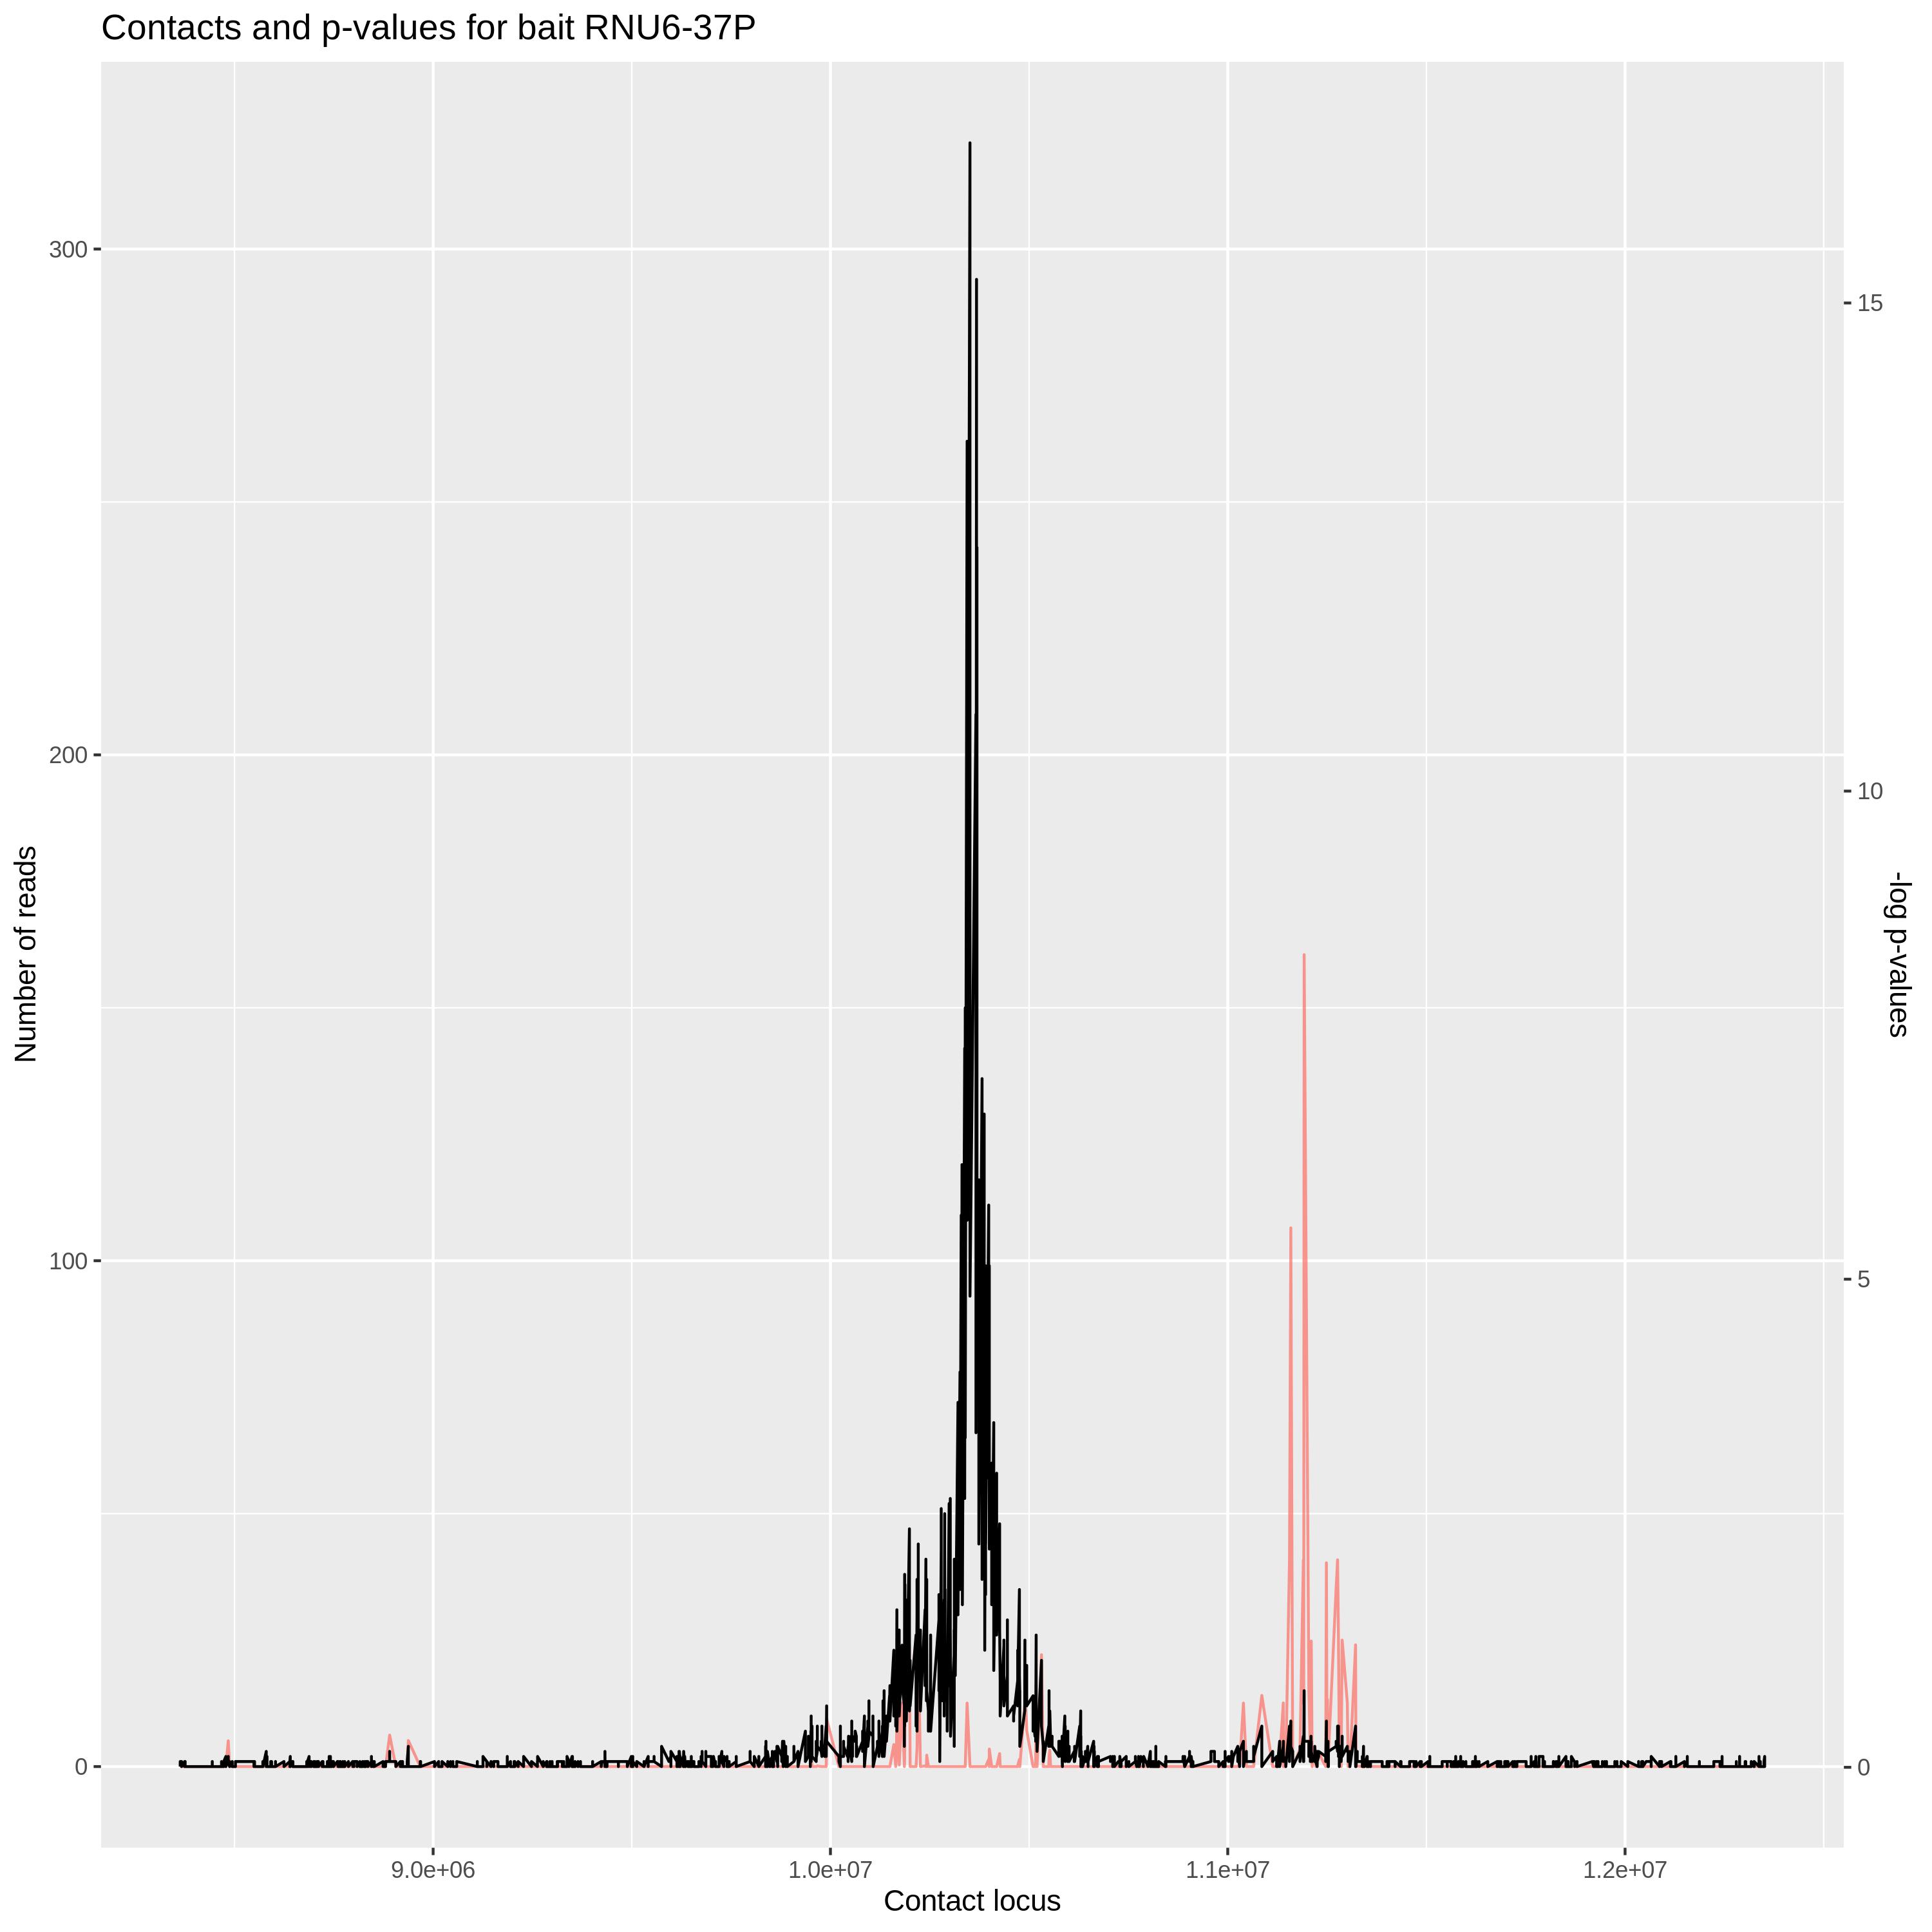 Contacts and p-values for bait RNU6-37P
300
200
100
0
Number of reads
15
10
5
0
-log p-values
9.0e+06
1.0e+07
1.1e+07
1.2e+07
Contact locus